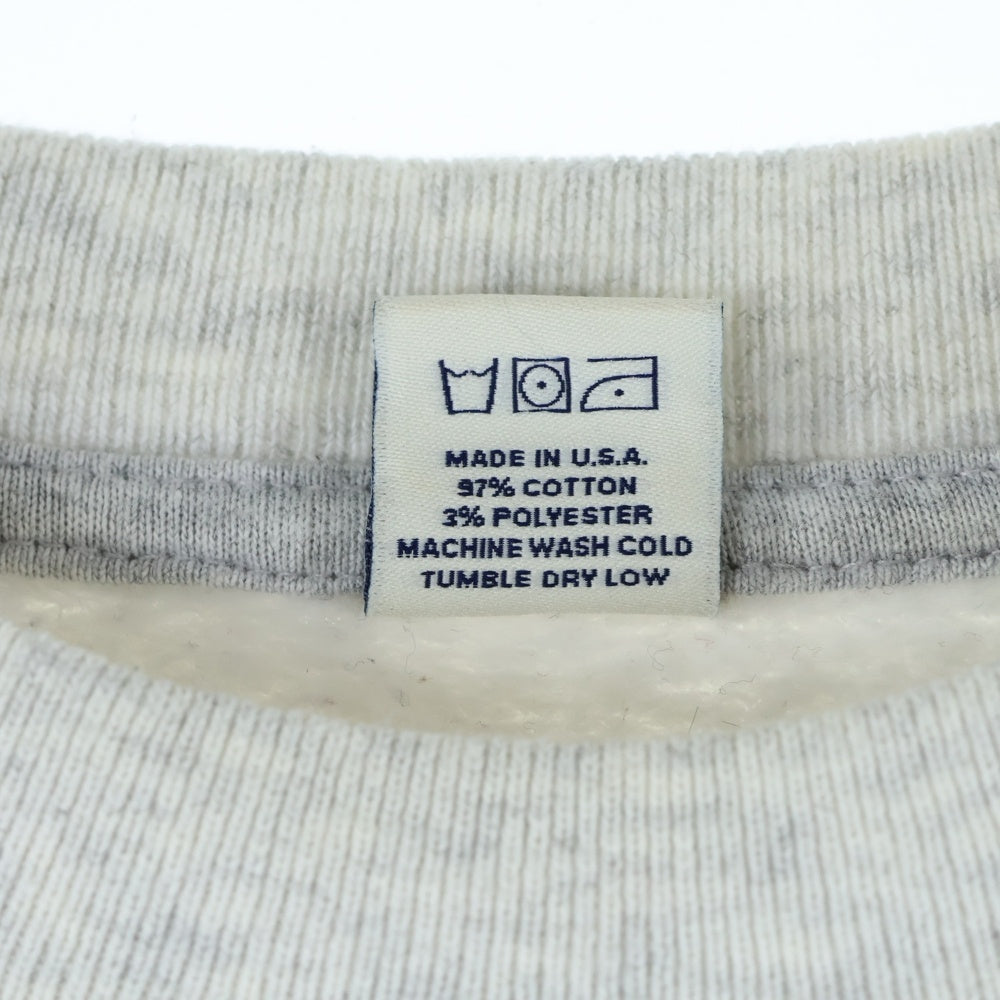 MADE IN U.S.A.
97% COTTON
3% POLYESTER
MACHINE WASH COLD
TUMBLE DRY LOW